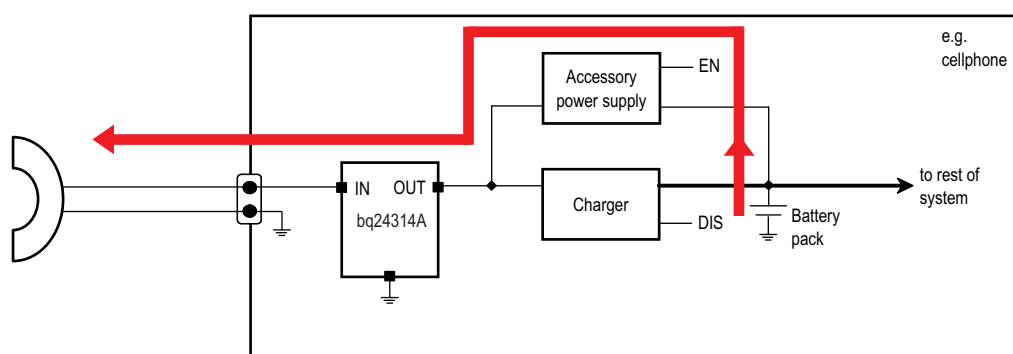 e.g.
cellphone
Accessory
power supply
EN
IN
OUT
bq24314A
Charger
DIS
to rest of
system
Battery
pack